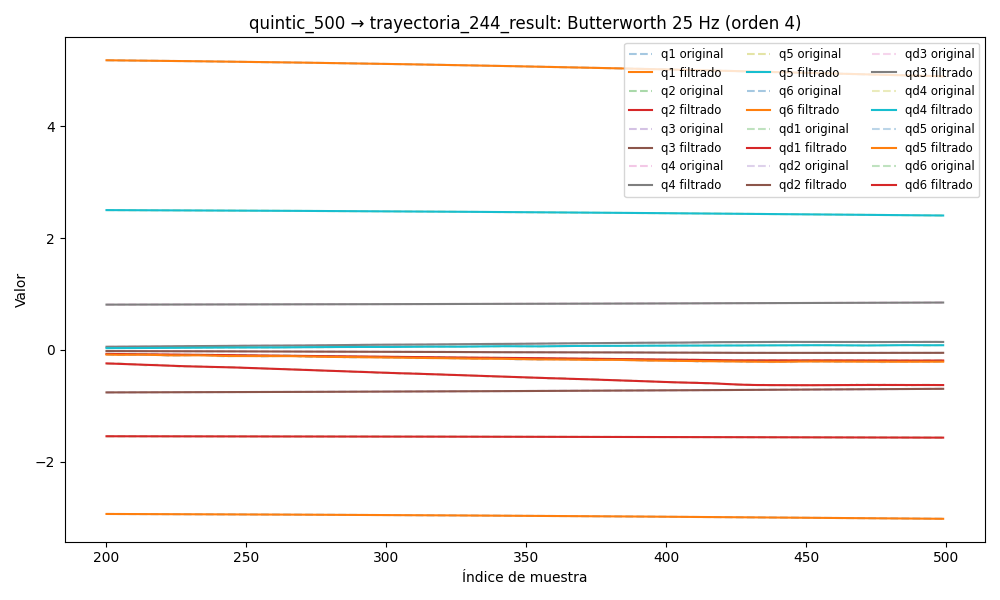 quintic_500 → trayectoria_244_result: Butterworth 25 Hz (orden 4)
q1 original
q1 filtrado
q2 original
q2 filtrado
q3 original
q3 filtrado
q4 original
q4 filtrado
q5 original
q5 filtrado
q6 original
q6 filtrado
qd1 original
qd1 filtrado
qd2 original
qd2 filtrado
qd3 original
qd3 filtrado
qd4 original
qd4 filtrado
qd5 original
qd5 filtrado
qd6 original
qd6 filtrado
Valor
4
2
0
−2
200
250
300
350
400
450
500
Índice de muestra